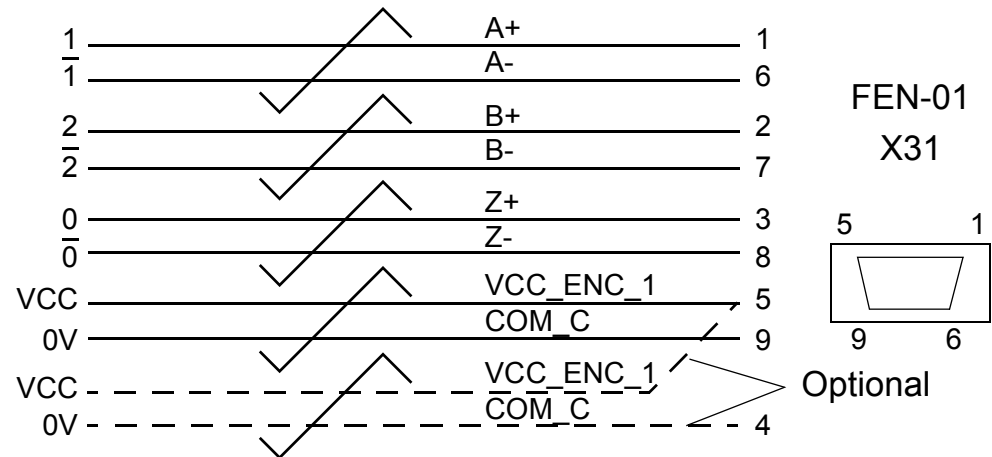 1 A+ 1
1̅ A- 6
2 B+ 2
2̅ B- 7
0 Z+ 3
0̅ Z- 8
VCC VCC_ENC_1 5
0V COM_C 9
VCC VCC_ENC_1
0V COM_C 4
Optional
FEN-01
X31
5 1
9 6